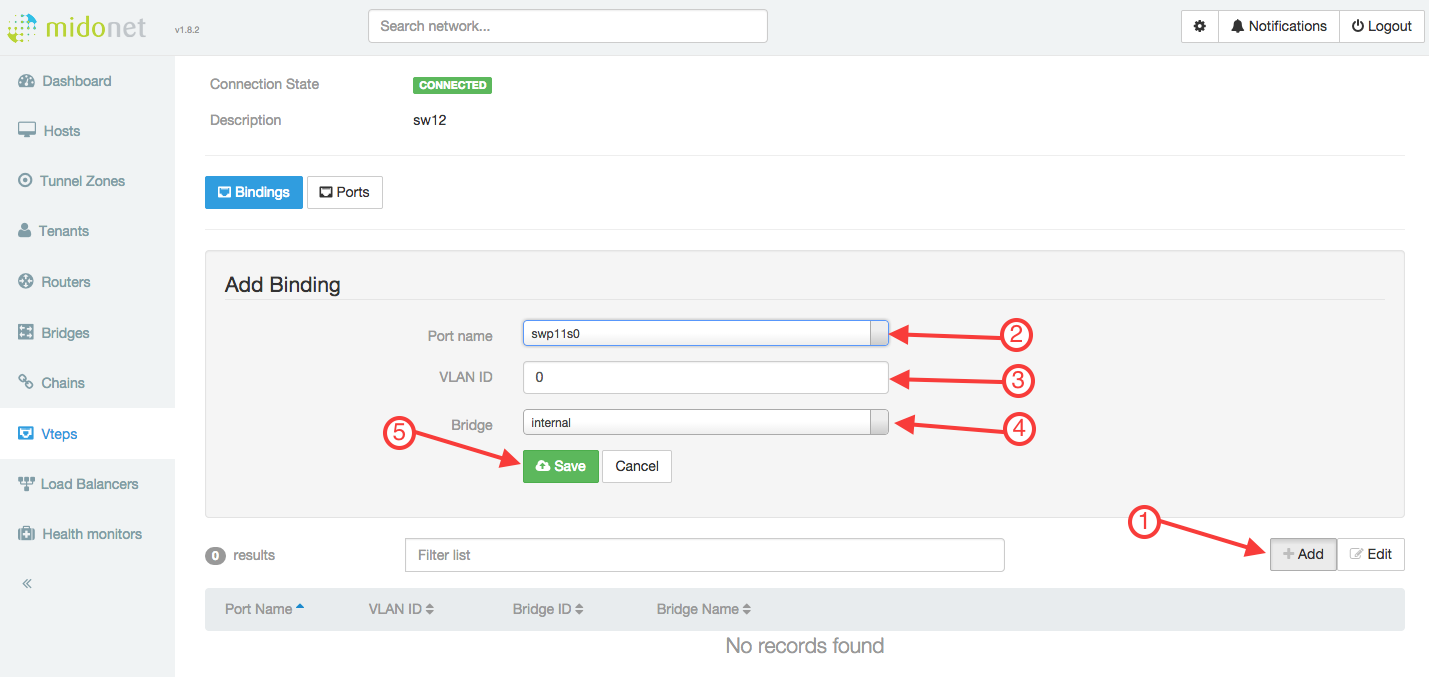 midonet v1.8.2
Search network...
Notifications
Logout
Dashboard
Hosts
Tunnel Zones
Tenants
Routers
Bridges
Chains
Vteps
Load Balancers
Health monitors
«
Connection State CONNECTED
Description sw12
Bindings Ports
Add Binding
Port name swp11s0 2
VLAN ID 0 3
Bridge internal 4
5 Save Cancel
1
0 results Filter list + Add Edit
Port Name VLAN ID Bridge ID Bridge Name
No records found